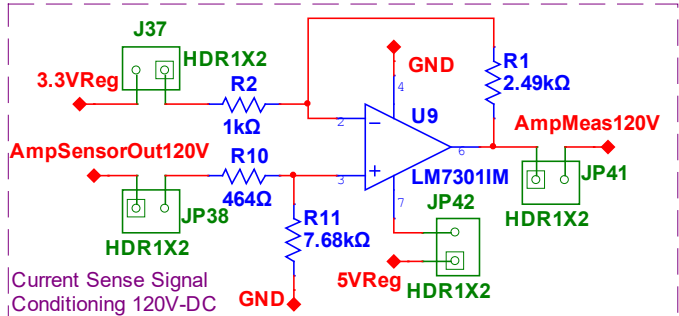 J37
HDR1X2
3.3VReg
R2
1kΩ
GND
4
R1
2.49kΩ
U9
2
6
AmpMeas120V
AmpSensorOut120V
R10
464Ω
3
LM7301IM
JP41
HDR1X2
JP38
HDR1X2
R11
7.68kΩ
7
JP42
5VReg
HDR1X2
GND
Current Sense Signal
Conditioning 120V-DC